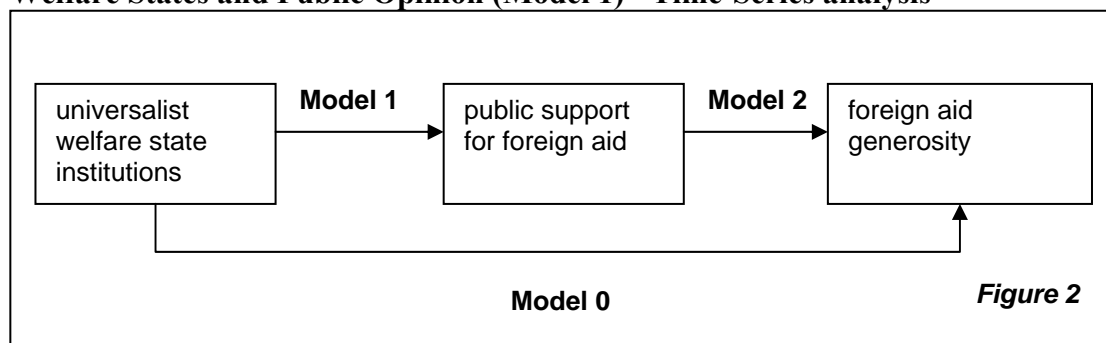 Welfare States and Public Opinion (Model 1) – Time Series analysis
universalist
welfare state
institutions
Model 1
public support
for foreign aid
Model 2
foreign aid
generosity
Model 0
Figure 2